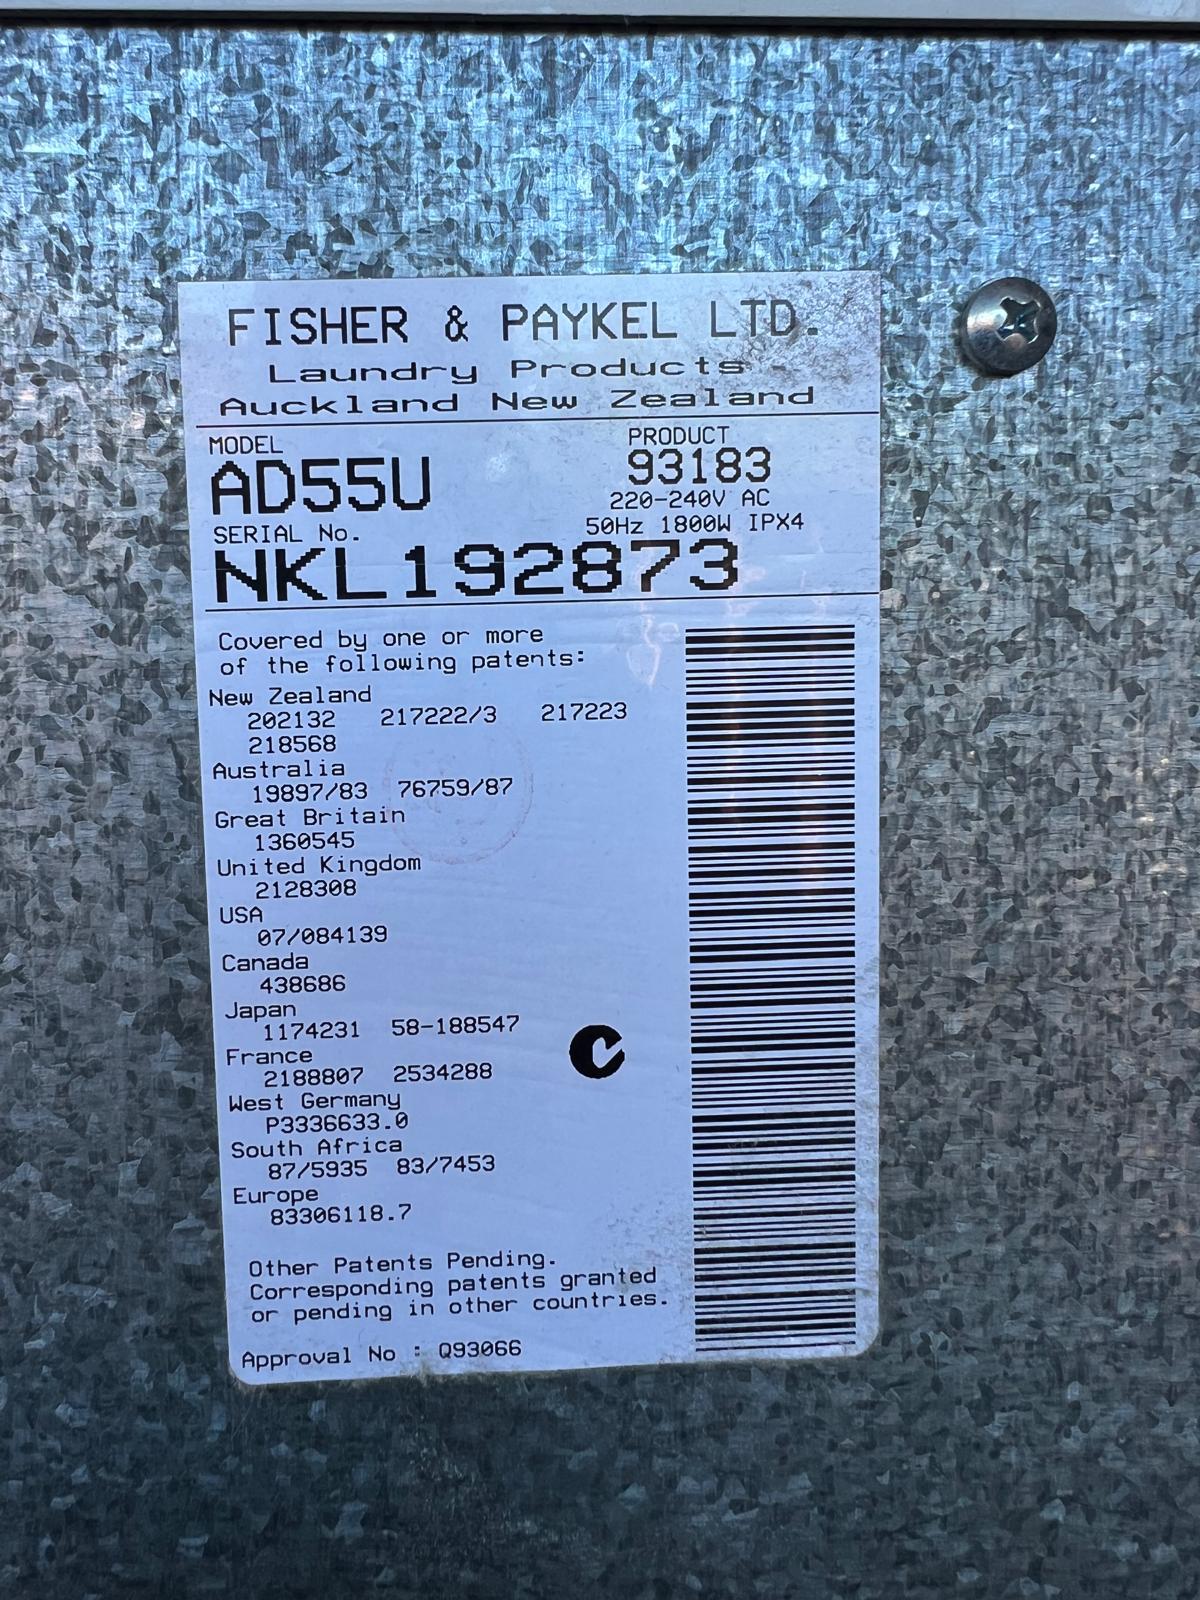 FISHER & PAYKEL LTD.
Laundry Products
Auckland New Zealand
MODEL
AD55U
PRODUCT
93183
220-240V AC
50Hz 1800W IPX4
SERIAL No.
NKL192873
Covered by one or more
of the following patents:
New Zealand
202132 217222/3 217223
218568
Australia
19897/83 76759/87
Great Britain
1360545
United Kingdom
2128308
USA
07/084139
Canada
438686
Japan
1174231 58-188547
France
2188807 2534288
West Germany
P3336633.0
South Africa
87/5935 83/7453
Europe
83306118.7
Other Patents Pending.
Corresponding patents granted
or pending in other countries.
Approval No : Q93066